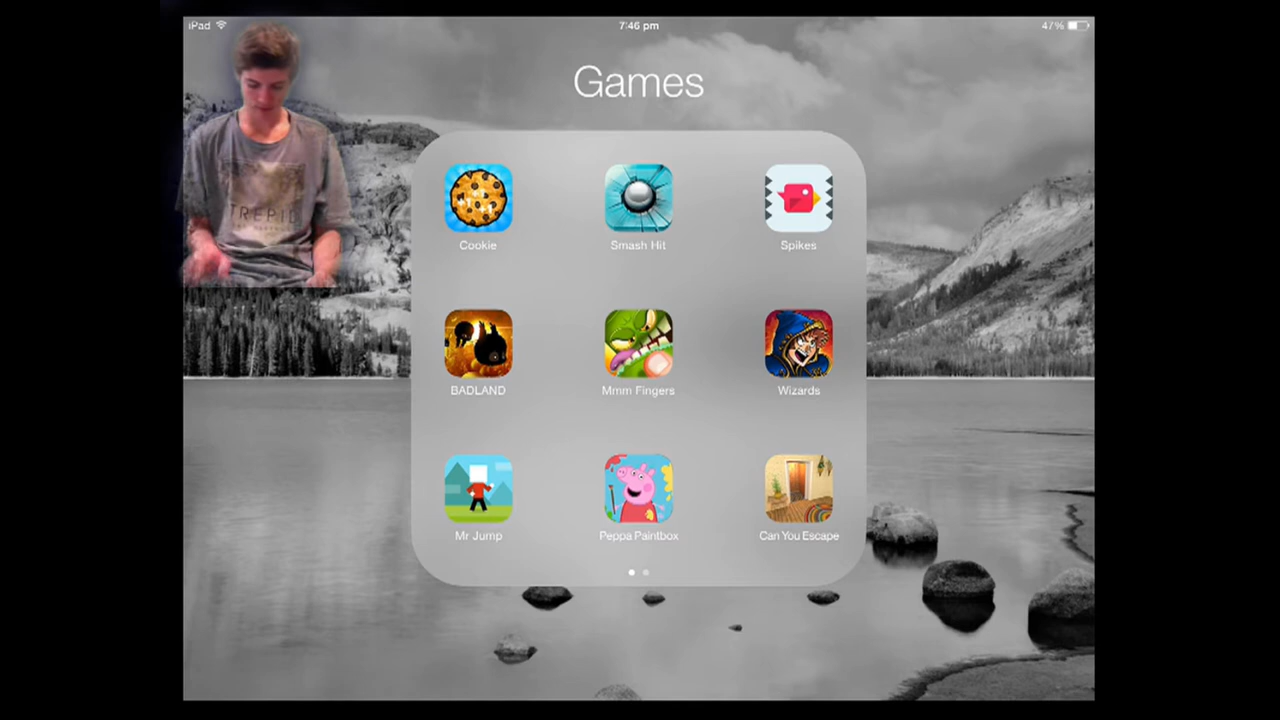 iPad 7:46 pm 47%
Games
TREPID
Cookie Smash Hit Spikes
BADLAND Mmm Fingers Wizards
Mr Jump Peppa Paintbox Can You Escape